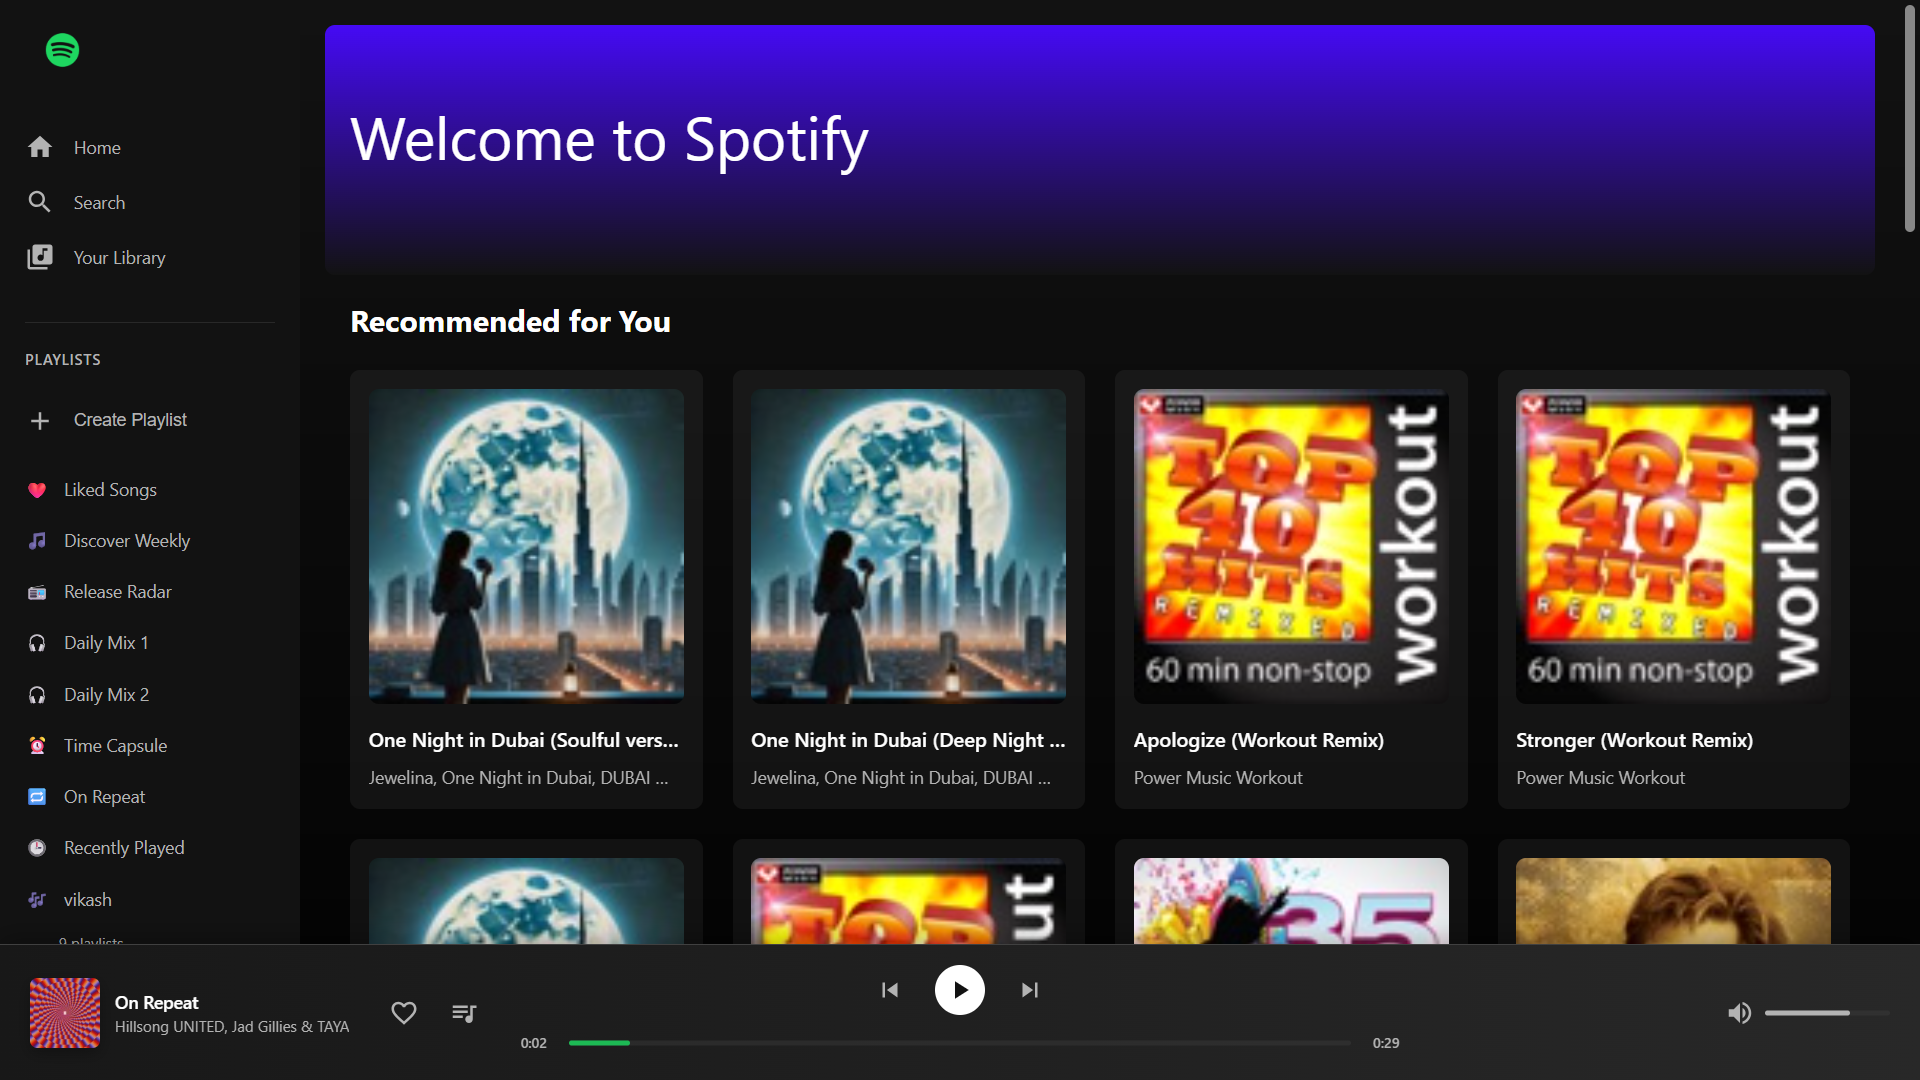 Home
Search
Your Library
PLAYLISTS
Create Playlist
Liked Songs
Discover Weekly
Release Radar
Daily Mix 1
Daily Mix 2
Time Capsule
On Repeat
Recently Played
vikash
9 playlists
Welcome to Spotify
Recommended for You
TOP
40
HITS
REMIXED
60 min non-stop
workout
TOP
40
HITS
REMIXED
60 min non-stop
workout
One Night in Dubai (Soulful vers...
Jewelina, One Night in Dubai, DUBAI ...
One Night in Dubai (Deep Night ...
Jewelina, One Night in Dubai, DUBAI ...
Apologize (Workout Remix)
Power Music Workout
Stronger (Workout Remix)
Power Music Workout
TOP
ut
35
On Repeat
Hillsong UNITED, Jad Gillies & TAYA
0:02
0:29